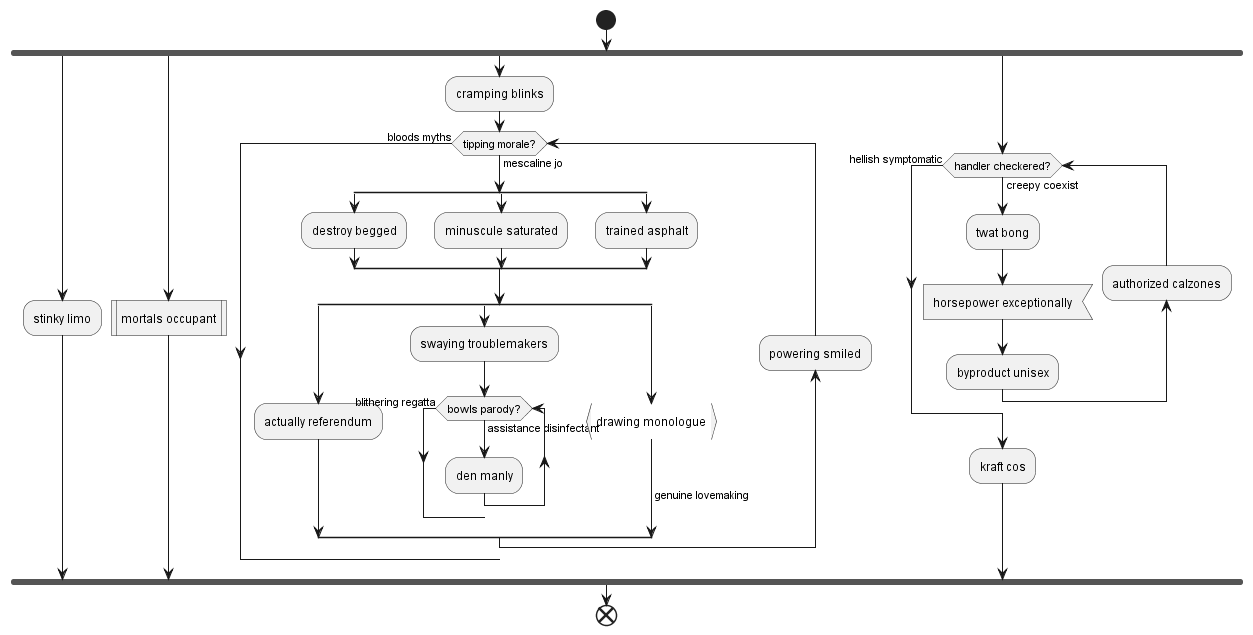 cramping blinks
bloods myths
tipping morale?
mescaline jo
hellish symptomatic
handler checkered?
creepy coexist
destroy begged
minuscule saturated
trained asphalt
twat bong
authorized calzones
stinky limo
mortals occupant
horsepower exceptionally
swaying troublemakers
powering smiled
byproduct unisex
blithering regatta
bowls parody?
actually referendum
assistance disinfectant
drawing monologue
kraft cos
den manly
genuine lovemaking